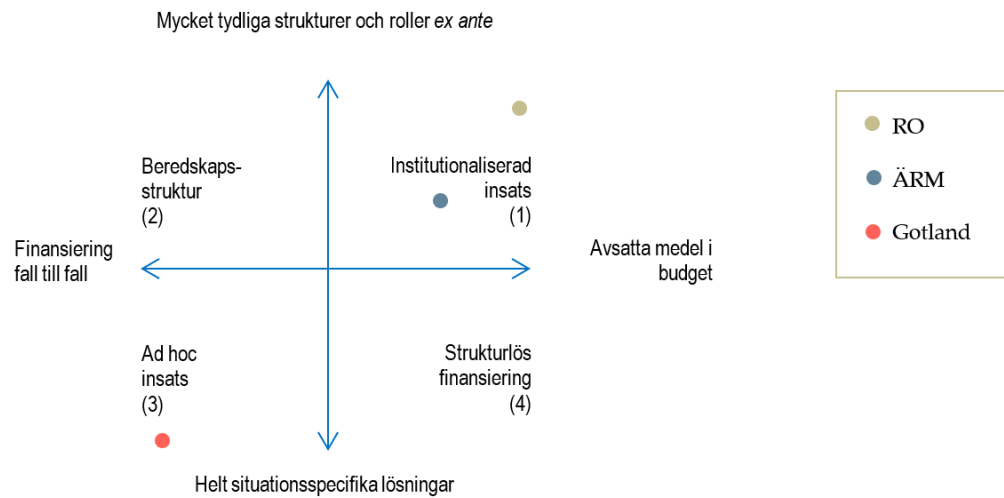 Mycket tydliga strukturer och roller ex ante
Beredskaps-
struktur
(2)
Institutionaliserad
insats
(1)
Finansiering
fall till fall
Avsatta medel i
budget
Ad hoc
insats
(3)
Strukturlös
finansiering
(4)
Helt situationsspecifika lösningar
RO
ÄRM
Gotland